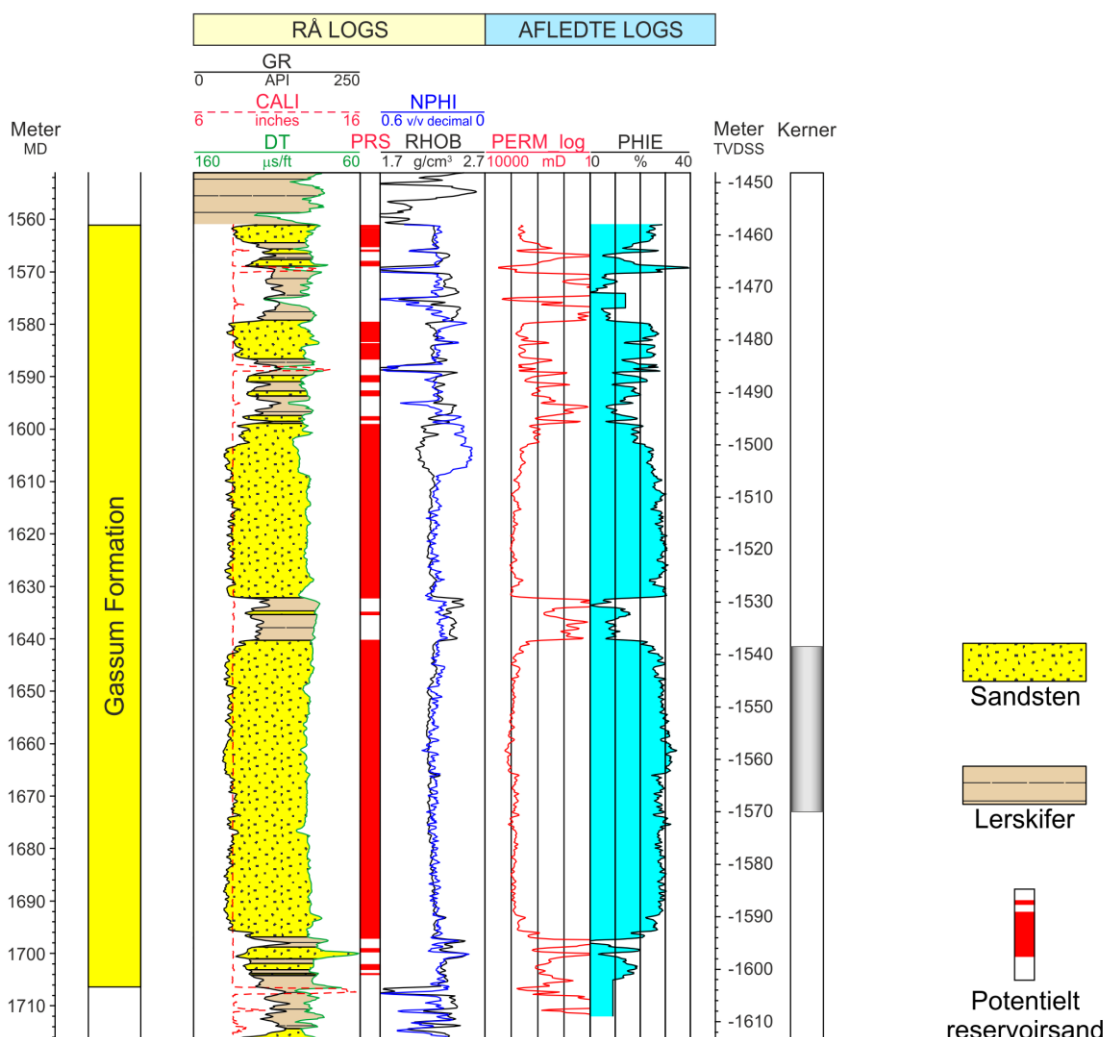 RÅ LOGS
AFLEDTE LOGS
GR
0 API 250
CALI
6 inches 16
DT
160 µs/ft 60
PRS
NPHI
0.6 v/v decimal 0
RHOB
1.7 g/cm³ 2.7
PERM_log
10000 mD 1
PHIE
0 % 40
Meter
MD
Meter
TVDSS
Kerner
1560
1570
1580
1590
1600
1610
1620
1630
1640
1650
1660
1670
1680
1690
1700
1710
Gassum Formation
-1450
-1460
-1470
-1480
-1490
-1500
-1510
-1520
-1530
-1540
-1550
-1560
-1570
-1580
-1590
-1600
-1610
Sandsten
Lerskifer
Potentielt
reservoirsand